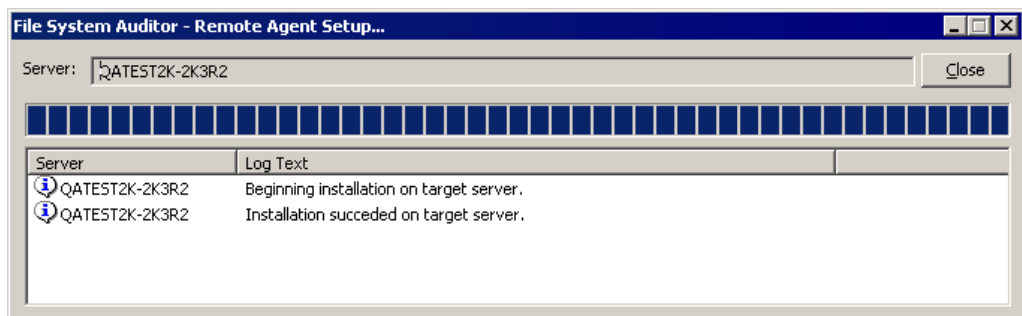 File System Auditor - Remote Agent Setup...
Server: QATEST2K-2K3R2 Close
Server Log Text
QATEST2K-2K3R2 Beginning installation on target server.
QATEST2K-2K3R2 Installation succeded on target server.